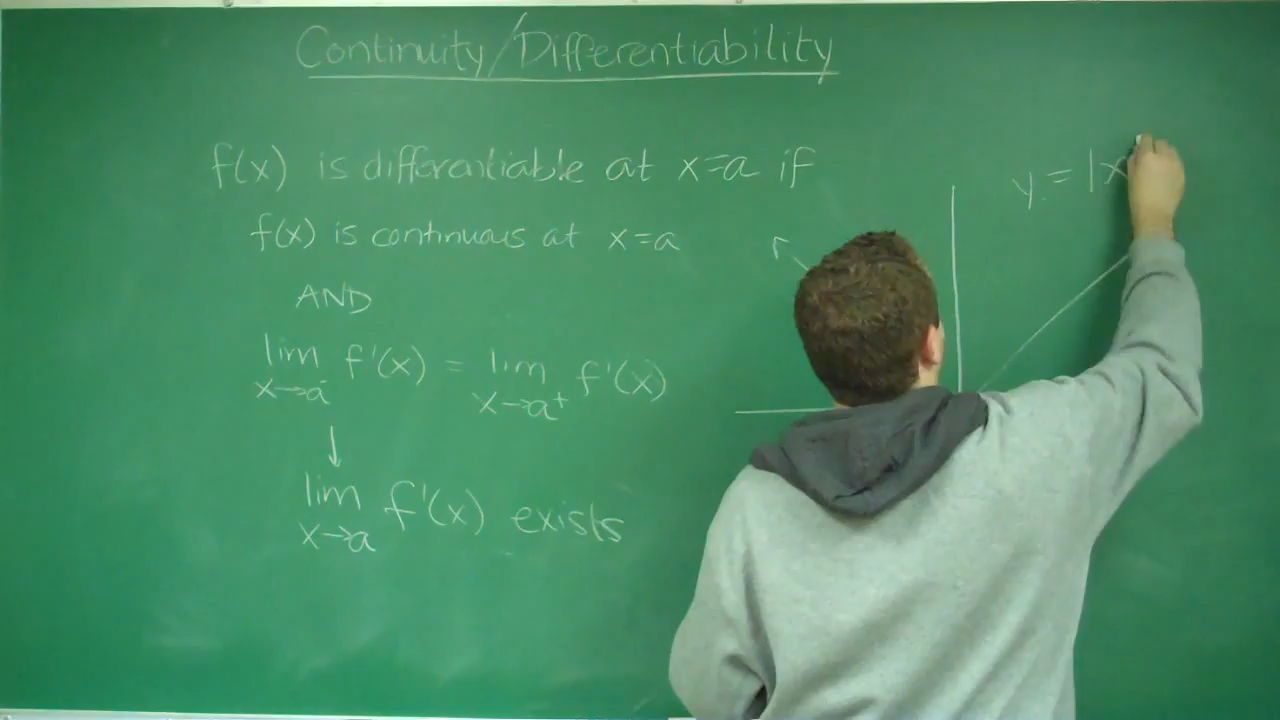 Continuity/Differentiability
f(x) is differentiable at x=a if
f(x) is continuous at x=a
AND
lim x→a⁻ f'(x) = lim x→a⁺ f'(x)
↓
lim x→a f'(x) exists
y = |x